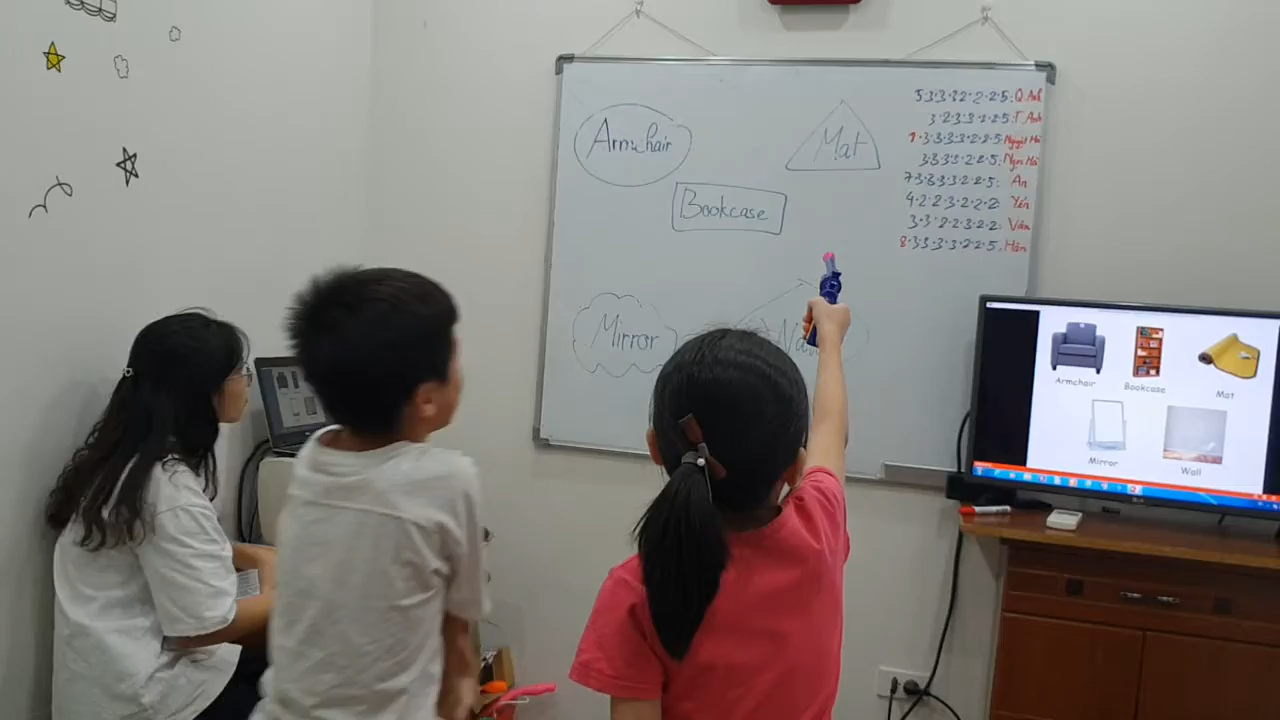 Armchair
Mat
Bookcase
Mirror
5.3.3.3.2.2.2.5: Q.Anh
3.2.3.3.2.2.5: T.Anh
1.3.3.3.3.2.2.5: Nguyệt Hà
3.3.3.3.2.2.5: Ngọc Hà
7.3.3.3.3.2.2.5: An
4.2.2.3.2.2.2: Yến
3.3.2.2.3.2.2: Vân
8.3.3.3.3.2.2.5: Hân
Armchair
Bookcase
Mat
Mirror
Wall